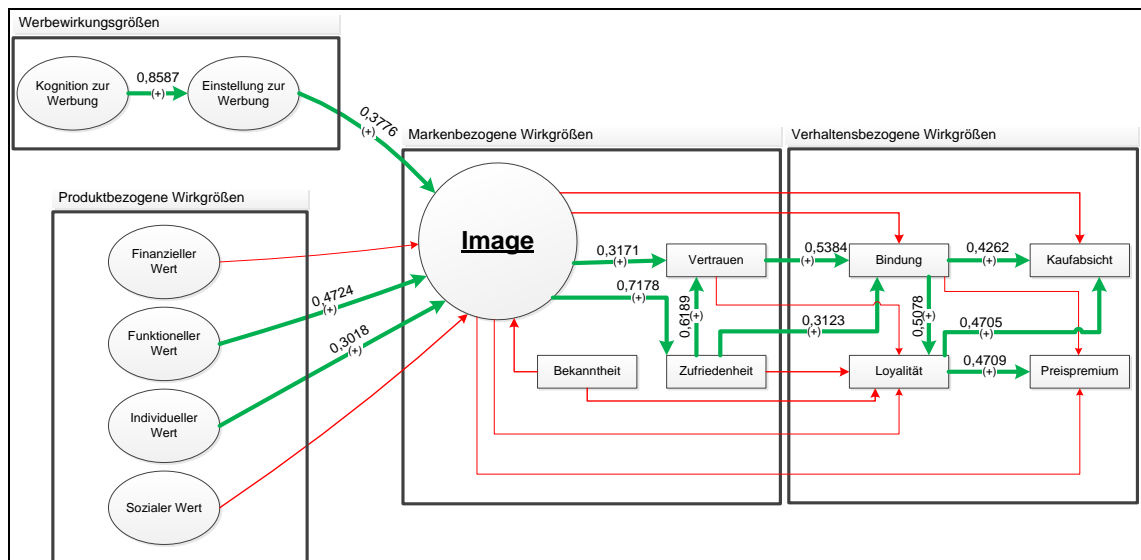 Werbewirkungsgrößen
Kognition zur
Werbung
0,8587
(+)
Einstellung zur
Werbung
0,3776
(+)
Produktbezogene Wirkgrößen
Finanzieller
Wert
Funktioneller
Wert
Individueller
Wert
Sozialer Wert
0,4724
(+)
0,3018
(+)
Markenbezogene Wirkgrößen
Image
0,3171
(+)
0,7178
(+)
Vertrauen
0,6189
(+)
Bekanntheit
Zufriedenheit
Verhaltensbezogene Wirkgrößen
0,5384
(+)
0,3123
(+)
Bindung
0,4262
(+)
Kaufabsicht
0,5078
(+)
0,4705
(+)
Loyalität
0,4709
(+)
Preispremium